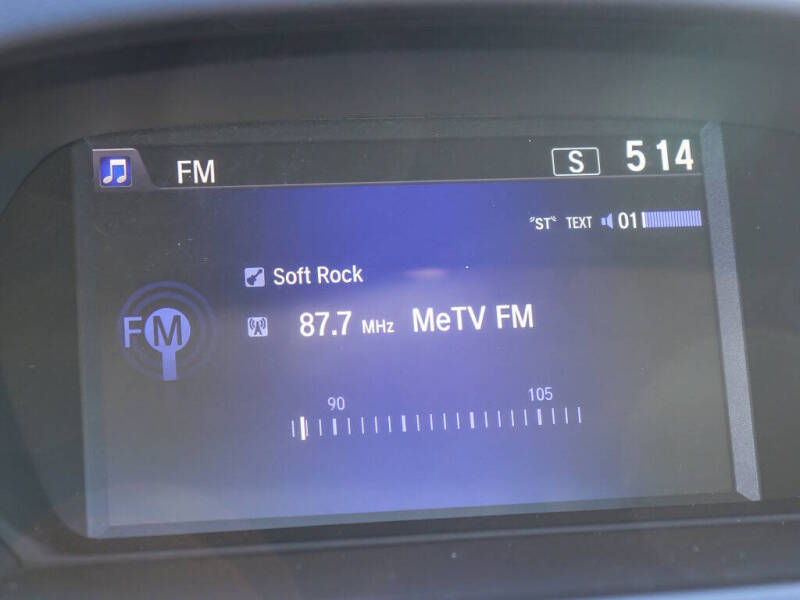 FM S 5 14
"ST" TEXT 01
Soft Rock
FM 87.7 MHz MeTV FM
90 105